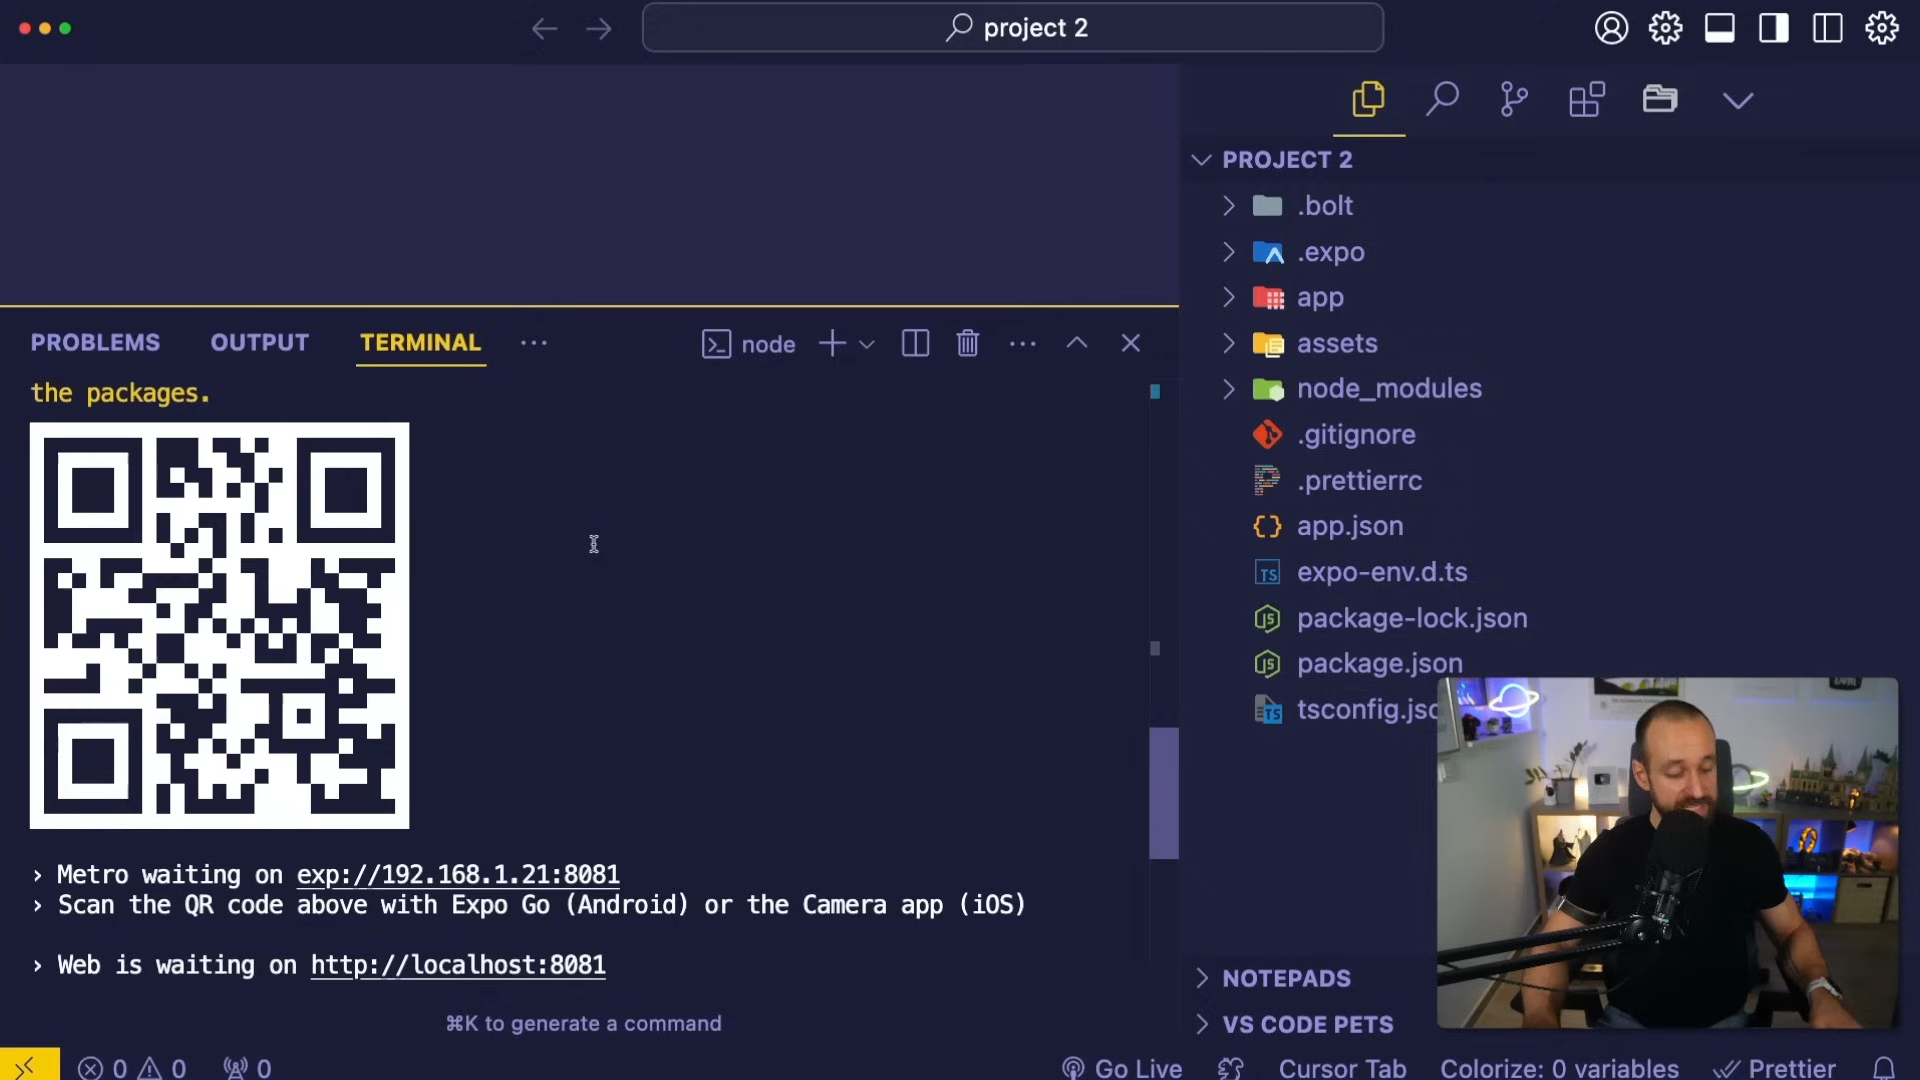 project 2
PROJECT 2
.bolt
.expo
app
assets
node_modules
.gitignore
.prettierrc
app.json
expo-env.d.ts
package-lock.json
package.json
tsconfig.jsc
NOTEPADS
VS CODE PETS
PROBLEMS OUTPUT TERMINAL ··· node
the packages.
› Metro waiting on exp://192.168.1.21:8081
› Scan the QR code above with Expo Go (Android) or the Camera app (iOS)
› Web is waiting on http://localhost:8081
⌘K to generate a command
0 0 0 Go Live Cursor Tab Colorize: 0 variables Prettier